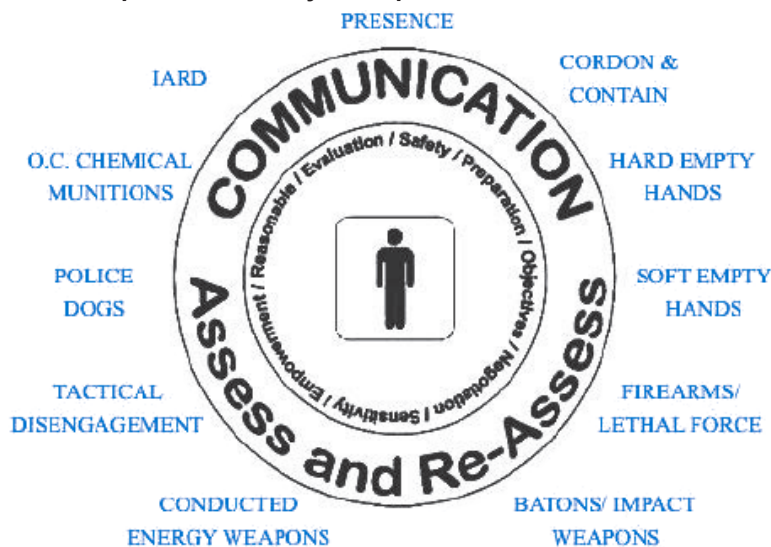 PRESENCE
CORDON &
CONTAIN
HARD EMPTY
HANDS
SOFT EMPTY
HANDS
FIREARMS/
LETHAL FORCE
BATONS/ IMPACT
WEAPONS
CONDUCTED
ENERGY WEAPONS
TACTICAL
DISENGAGEMENT
POLICE
DOGS
O.C. CHEMICAL
MUNITIONS
IARD
COMMUNICATION
Assess and Re-Assess
Safety / Preparation / Objectives / Negotiation / Sensitivity / Empowerment / Reasonable / Evaluation /